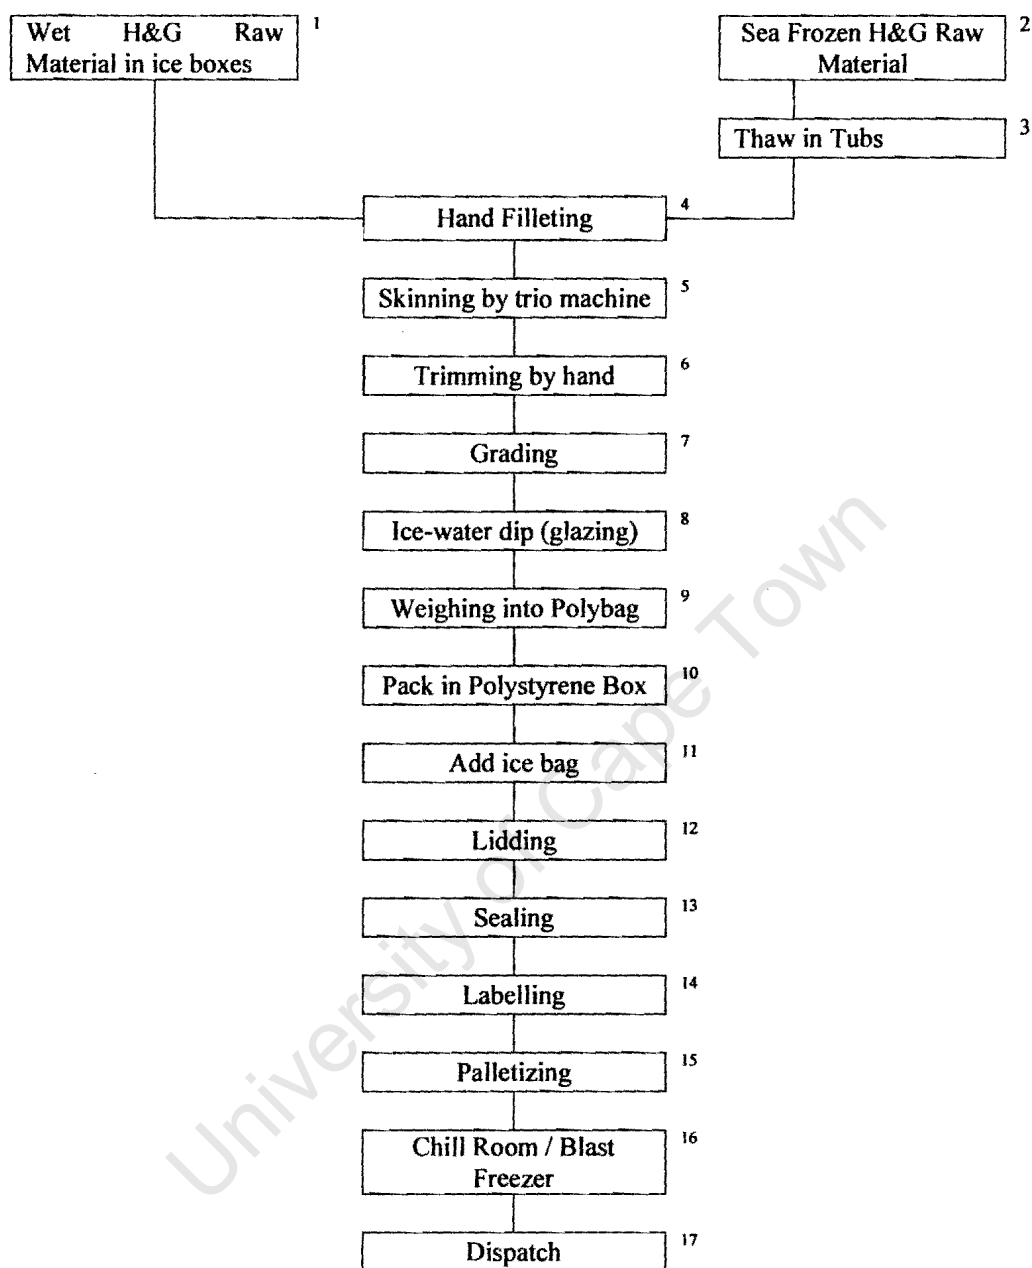 Wet H&G Raw
Material in ice boxes
1
Sea Frozen H&G Raw
Material
2
Thaw in Tubs
3
Hand Filleting
4
Skinning by trio machine
5
Trimming by hand
6
Grading
7
Ice-water dip (glazing)
8
Weighing into Polybag
9
Pack in Polystyrene Box
10
Add ice bag
11
Lidding
12
Sealing
13
Labelling
14
Palletizing
15
Chill Room / Blast
Freezer
16
Dispatch
17
University of Cape Town